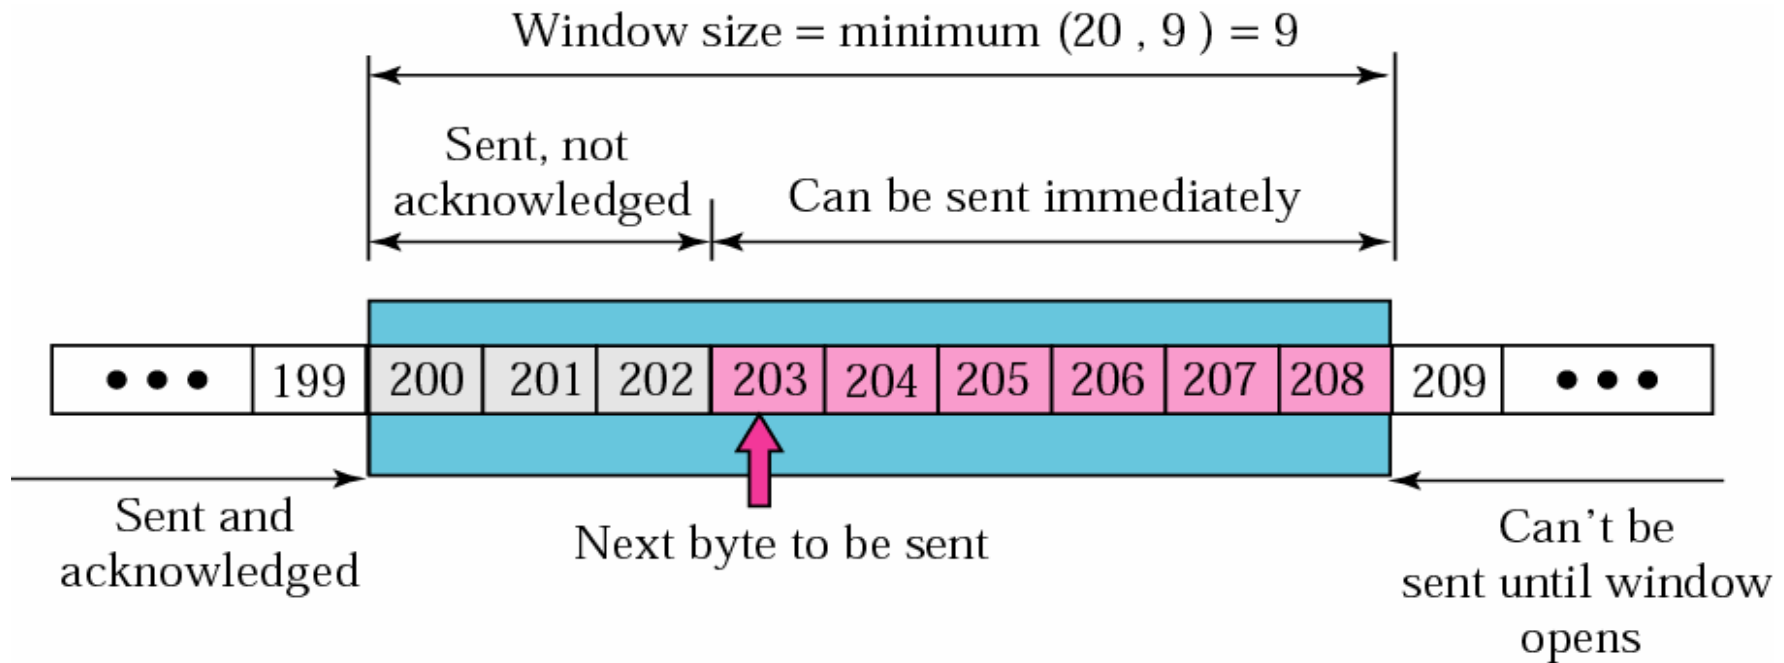 Window size = minimum (20 , 9 ) = 9
Sent, not
acknowledged
Can be sent immediately
••• 199 200 201 202 203 204 205 206 207 208 209 •••
Sent and
acknowledged
Next byte to be sent
Can't be
sent until window
opens